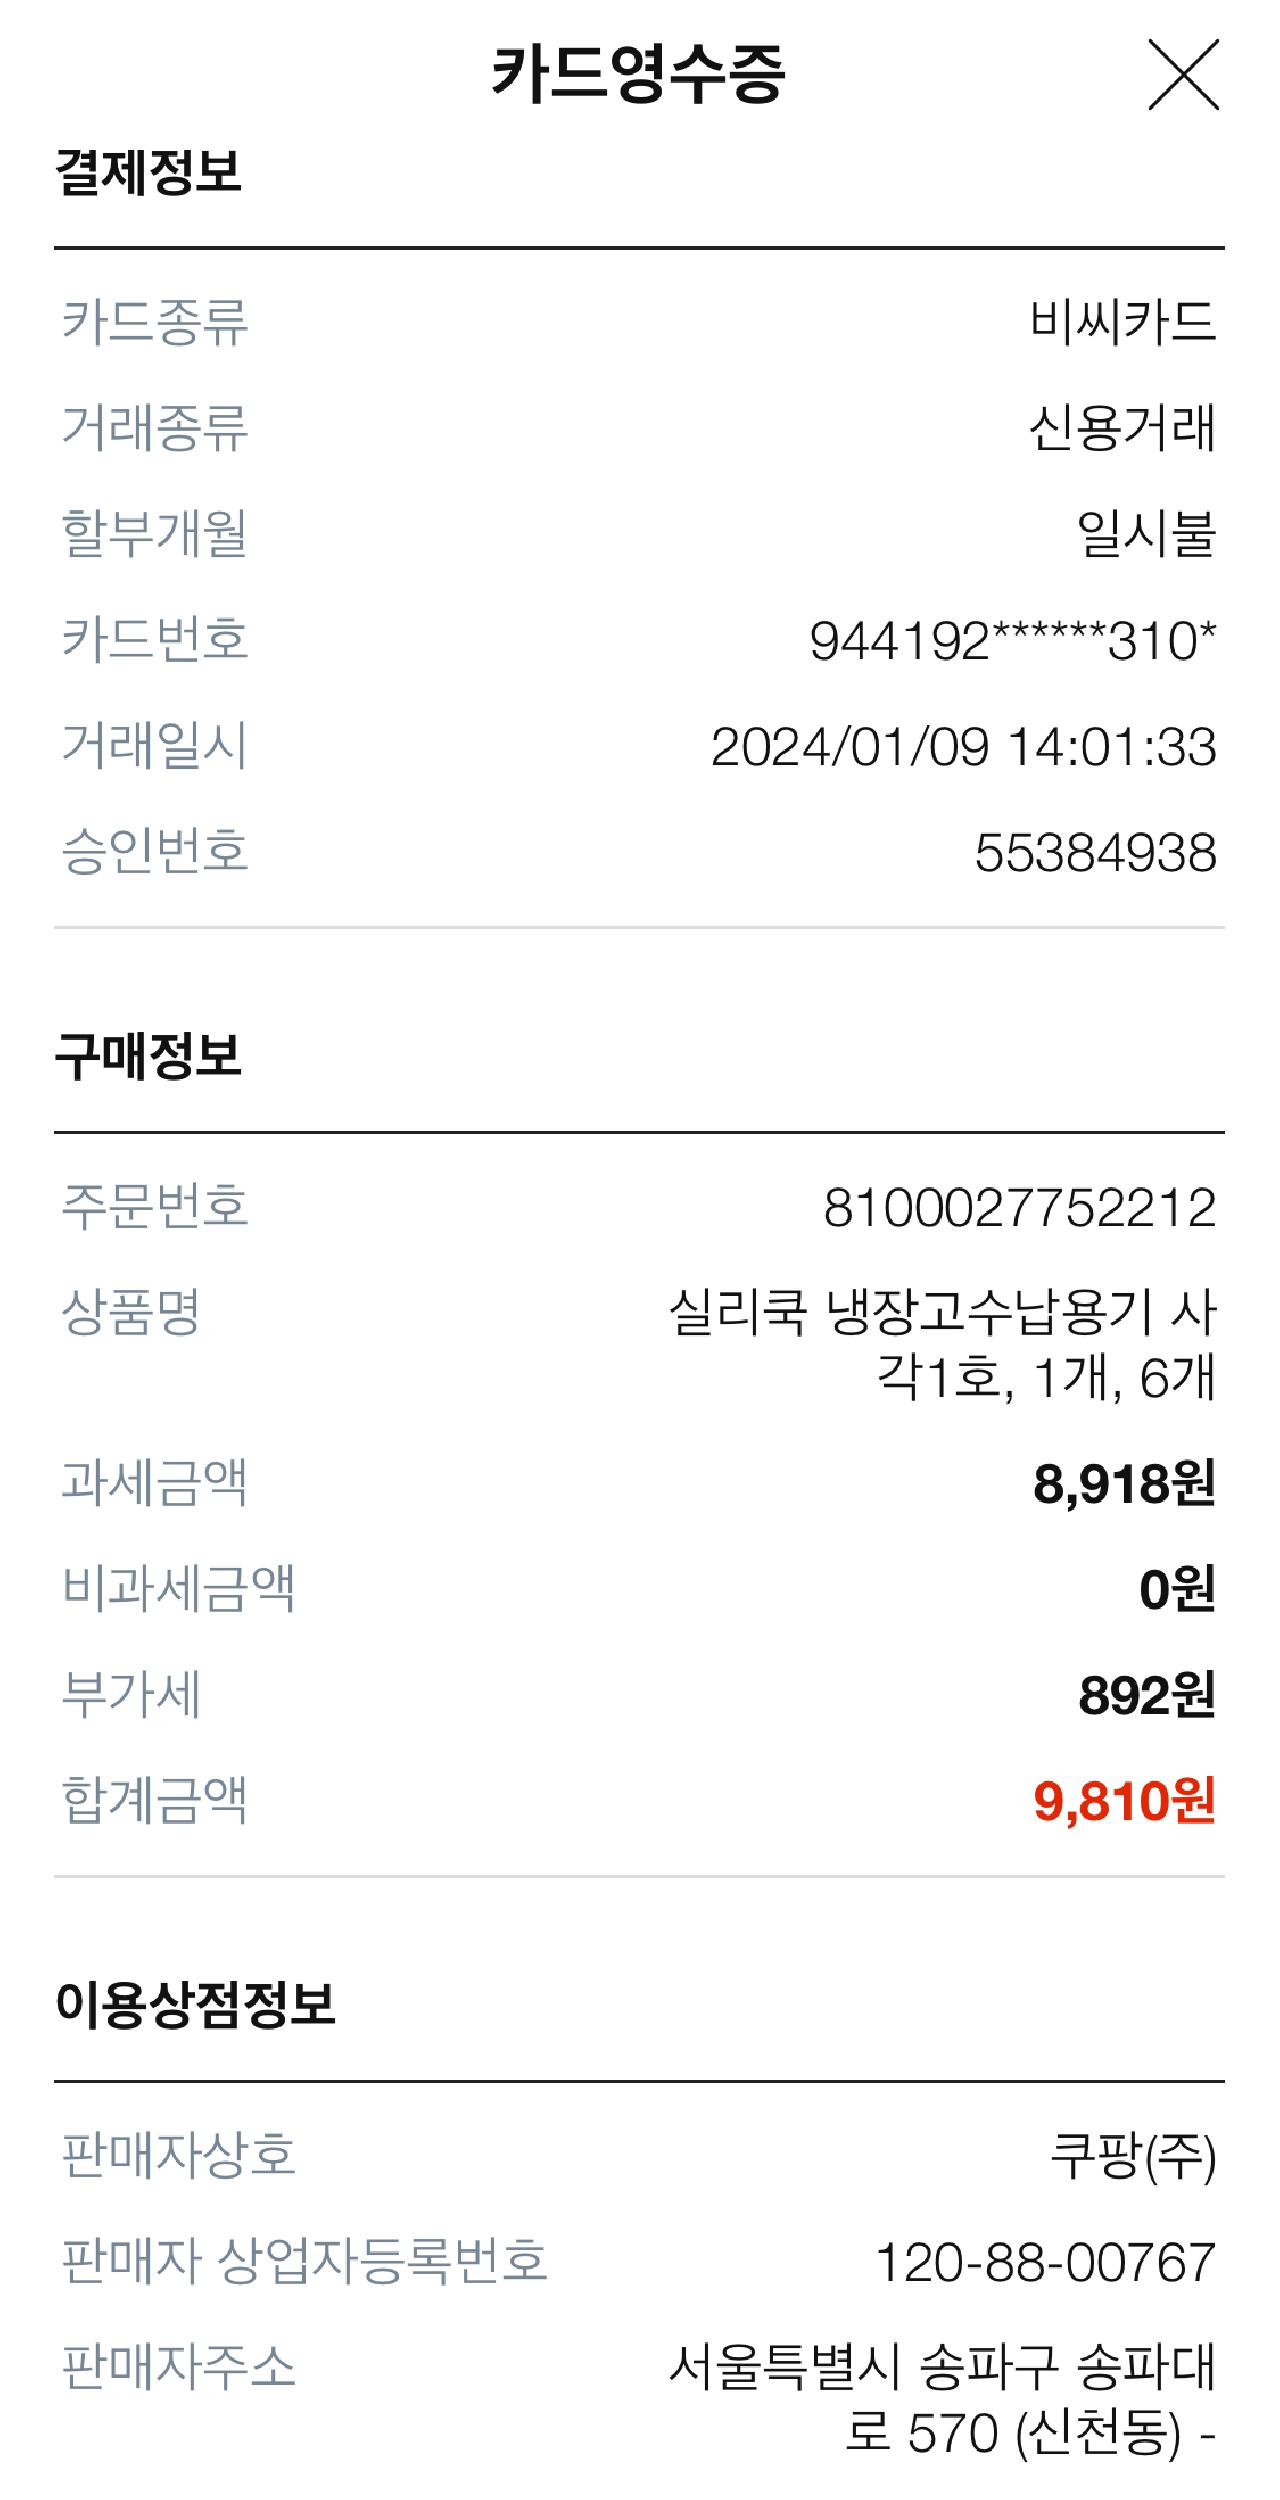 카드영수증
결제정보
카드종류 비씨카드
거래종류 신용거래
할부개월 일시불
카드번호 944192******310*
거래일시 2024/01/09 14:01:33
승인번호 55384938
구매정보
주문번호 8100027752212
상품명 실리쿡 냉장고수납용기 사
각1호, 1개, 6개
과세금액 8,918원
비과세금액 0원
부가세 892원
합계금액 9,810원
이용상점정보
판매자상호 쿠팡(주)
판매자 상업자등록번호 120-88-00767
판매자주소 서울특별시 송파구 송파대
로 570 (신천동) -